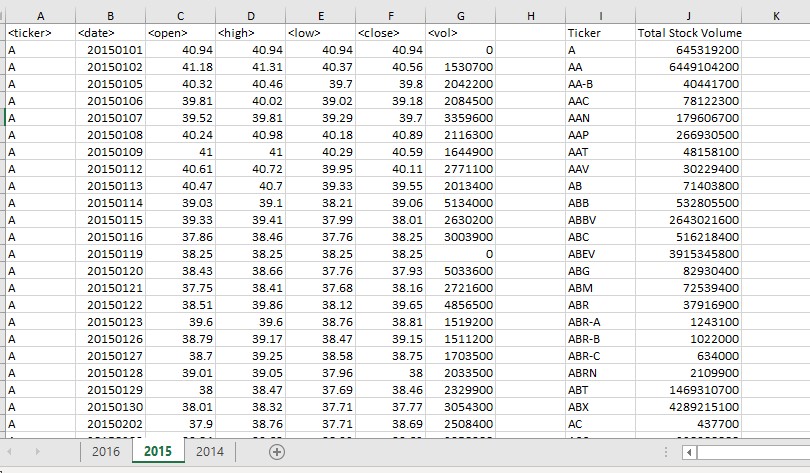 A B C D E F G H I J K
<ticker> <date> <open> <high> <low> <close> <vol> Ticker Total Stock Volume
A 20150101 40.94 40.94 40.94 40.94 0 A 645319200
A 20150102 41.18 41.31 40.37 40.56 1530700 AA 6449104200
A 20150105 40.32 40.46 39.7 39.8 2042200 AA-B 40441700
A 20150106 39.81 40.02 39.02 39.18 2084500 AAC 78122300
A 20150107 39.52 39.81 39.29 39.7 3359600 AAN 179606700
A 20150108 40.24 40.98 40.18 40.89 2116300 AAP 266930500
A 20150109 41 41 40.29 40.59 1644900 AAT 48158100
A 20150112 40.61 40.72 39.95 40.11 2771100 AAV 30229400
A 20150113 40.47 40.7 39.33 39.55 2013400 AB 71403800
A 20150114 39.03 39.1 38.21 39.06 5134000 ABB 532805500
A 20150115 39.33 39.41 37.99 38.01 2630200 ABBV 2643021600
A 20150116 37.86 38.46 37.76 38.25 3003900 ABC 516218400
A 20150119 38.25 38.25 38.25 38.25 0 ABEV 3915345800
A 20150120 38.43 38.66 37.76 37.93 5033600 ABG 82930400
A 20150121 37.75 38.41 37.68 38.16 2721600 ABM 72539400
A 20150122 38.51 39.86 38.12 39.65 4856500 ABR 37916900
A 20150123 39.6 39.6 38.76 38.81 1519200 ABR-A 1243100
A 20150126 38.79 39.17 38.47 39.15 1511200 ABR-B 1022000
A 20150127 38.7 39.25 38.58 38.75 1703500 ABR-C 634000
A 20150128 39.01 39.05 37.96 38 2033500 ABRN 2109900
A 20150129 38 38.47 37.69 38.46 2329900 ABT 1469310700
A 20150130 38.01 38.32 37.71 37.77 3054300 ABX 4289215100
A 20150202 37.9 38.76 37.71 38.69 2508400 AC 437700
2016 2015 2014